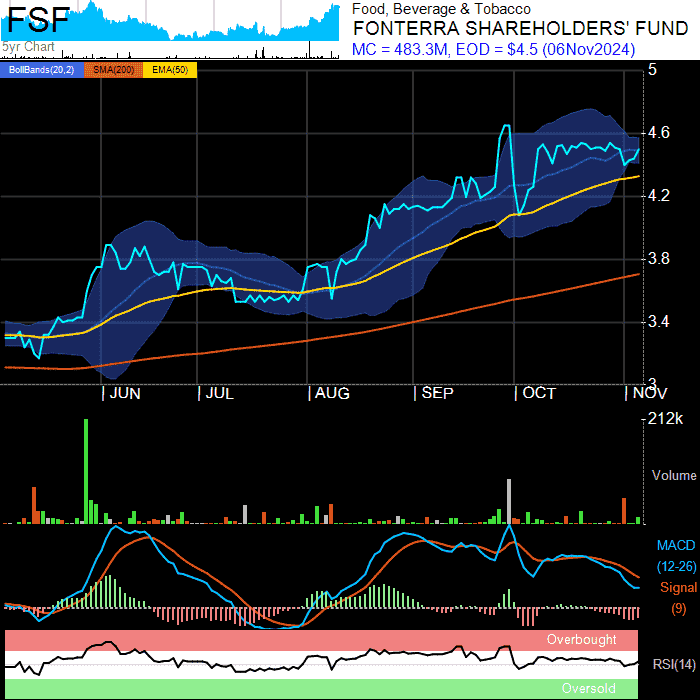 FSF
5yr Chart
Food, Beverage & Tobacco
FONTERRA SHAREHOLDERS' FUND
MC = 483.3M, EOD = $4.5 (06Nov2024)
BollBands(20,2) SMA(200) EMA(50)
5
4.6
4.2
3.8
3.4
3
JUN JUL AUG SEP OCT NOV
212k
Volume
MACD
(12-26)
Signal
(9)
Overbought
RSI(14)
Oversold